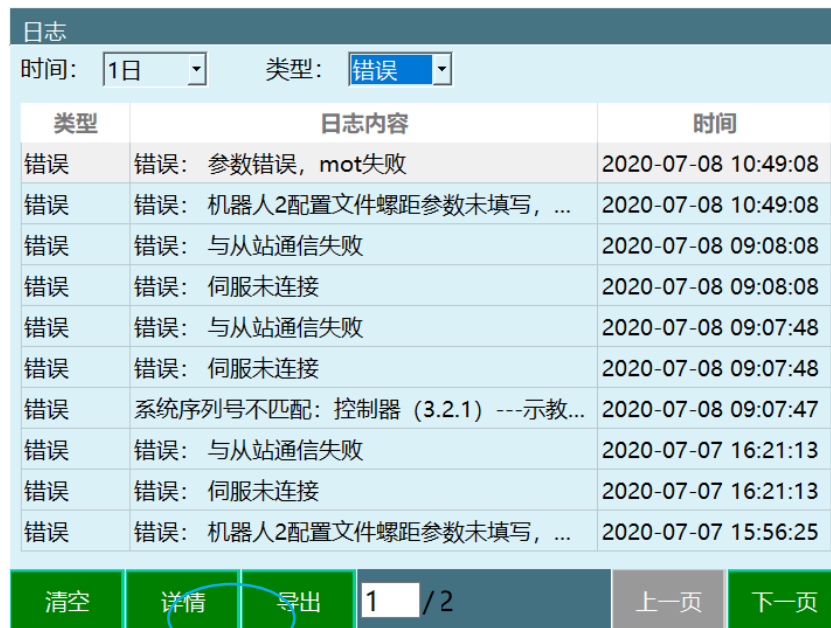 日志
时间： 1日 类型： 错误
类型 日志内容 时间
错误 错误： 参数错误，mot失败 2020-07-08 10:49:08
错误 错误： 机器人2配置文件螺距参数未填写，... 2020-07-08 10:49:08
错误 错误： 与从站通信失败 2020-07-08 09:08:08
错误 错误： 伺服未连接 2020-07-08 09:08:08
错误 错误： 与从站通信失败 2020-07-08 09:07:48
错误 错误： 伺服未连接 2020-07-08 09:07:48
错误 系统序列号不匹配：控制器（3.2.1）---示教... 2020-07-08 09:07:47
错误 错误： 与从站通信失败 2020-07-07 16:21:13
错误 错误： 伺服未连接 2020-07-07 16:21:13
错误 错误： 机器人2配置文件螺距参数未填写，... 2020-07-07 15:56:25
清空 详情 导出 1 / 2 上一页 下一页